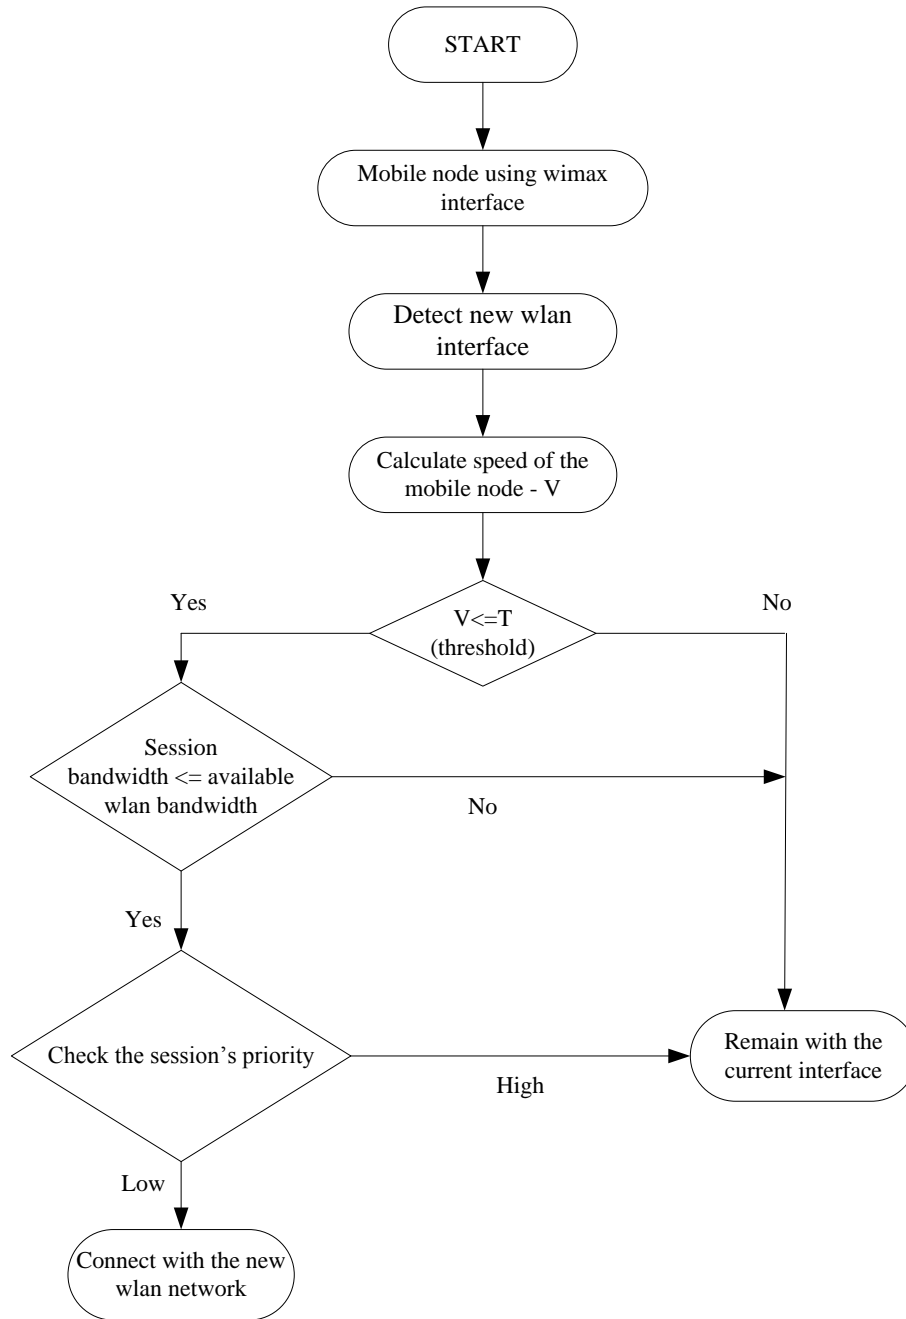 START
Mobile node using wimax
interface
Detect new wlan
interface
Calculate speed of the
mobile node - V
Yes
No
V<=T
(threshold)
Session
bandwidth <= available
wlan bandwidth
No
Yes
Check the session's priority
High
Remain with the
current interface
Low
Connect with the new
wlan network